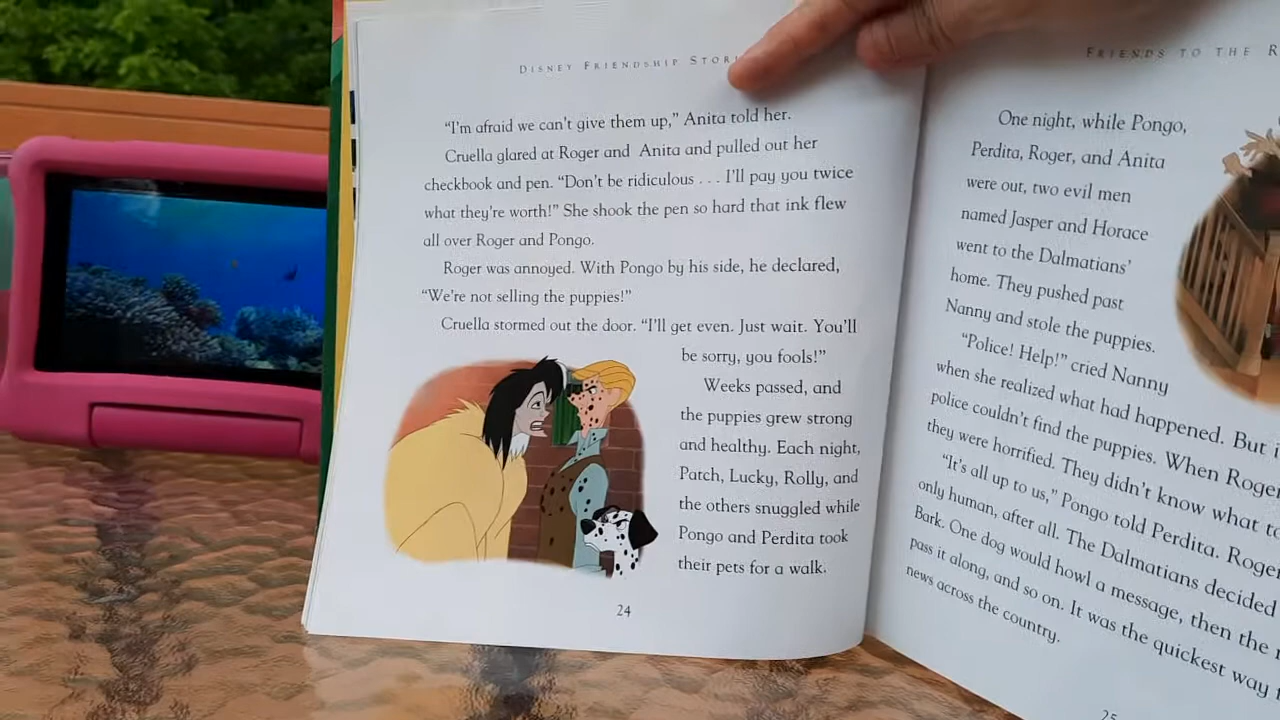 DISNEY FRIENDSHIP
"I'm afraid we can't give them up," Anita told her.
Cruella glared at Roger and Anita and pulled out her
checkbook and pen. "Don't be ridiculous . . . I'll pay you twice
what they're worth!" She shook the pen so hard that ink flew
all over Roger and Pongo.
Roger was annoyed. With Pongo by his side, he declared,
"We're not selling the puppies!"
Cruella stormed out the door. "I'll get even. Just wait. You'll
be sorry, you fools!"
Weeks passed, and
the puppies grew strong
and healthy. Each night,
Patch, Lucky, Rolly, and
the others snuggled while
Pongo and Perdita took
their pets for a walk.
24
FRIENDS TO THE
One night, while Pongo,
Perdita, Roger, and Anita
were out, two evil men
named Jasper and Horace
went to the Dalmatians'
home. They pushed past
Nanny and stole the puppies.
"Police! Help!" cried Nanny
when she realized what had happened. But
police couldn't find the puppies. When Roger
they were horrified. They didn't know what to
"It's all up to us," Pongo told Perdita. Roger
only human, after all. The Dalmatians decided
Bark. One dog would howl a message, then the
pass it along, and so on. It was the quickest way
news across the country.
25